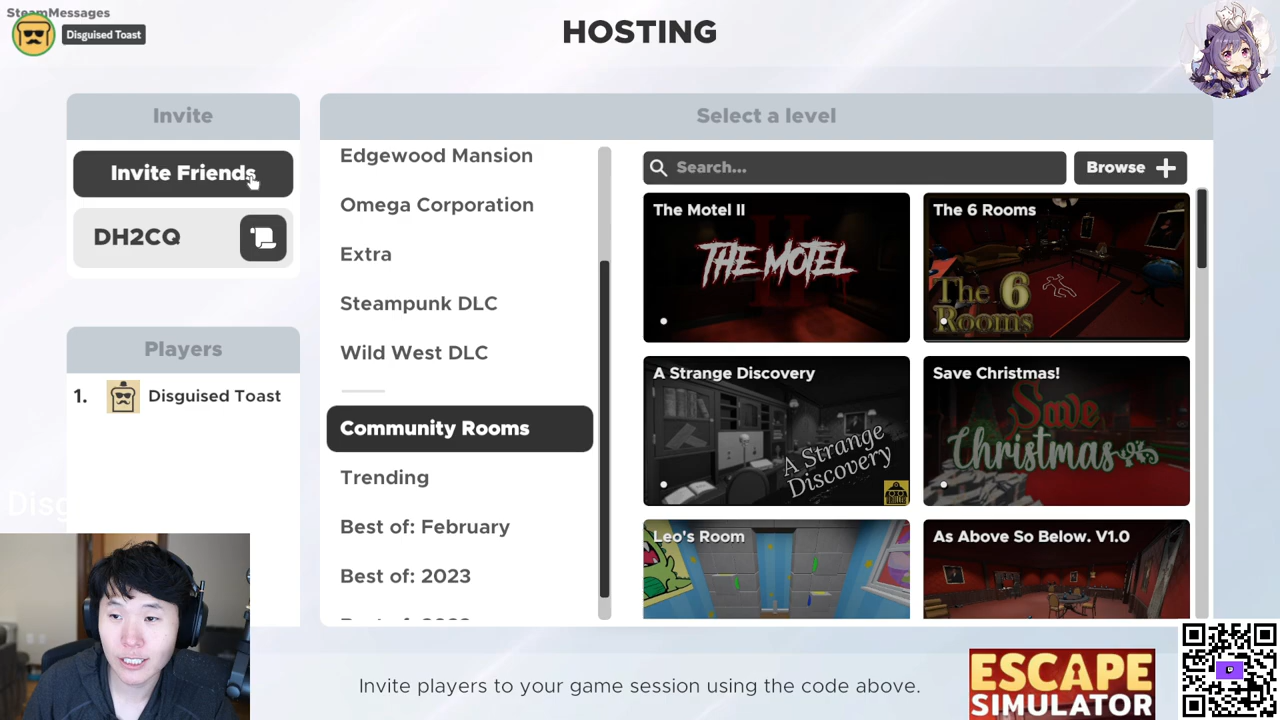 SteamMessages
Disguised Toast
HOSTING
Invite
Invite Friends
DH2CQ
Players
1. Disguised Toast
Disg
Select a level
Edgewood Mansion
Omega Corporation
Extra
Steampunk DLC
Wild West DLC
Community Rooms
Trending
Best of: February
Best of: 2023
Search...
Browse +
The Motel II
THE MOTEL
II
The 6 Rooms
The 6
Rooms
A Strange Discovery
A Strange
Discovery
Save Christmas!
Save
Christmas
Leo's Room
As Above So Below. V1.0
Invite players to your game session using the code above.
ESCAPE
SIMULATOR